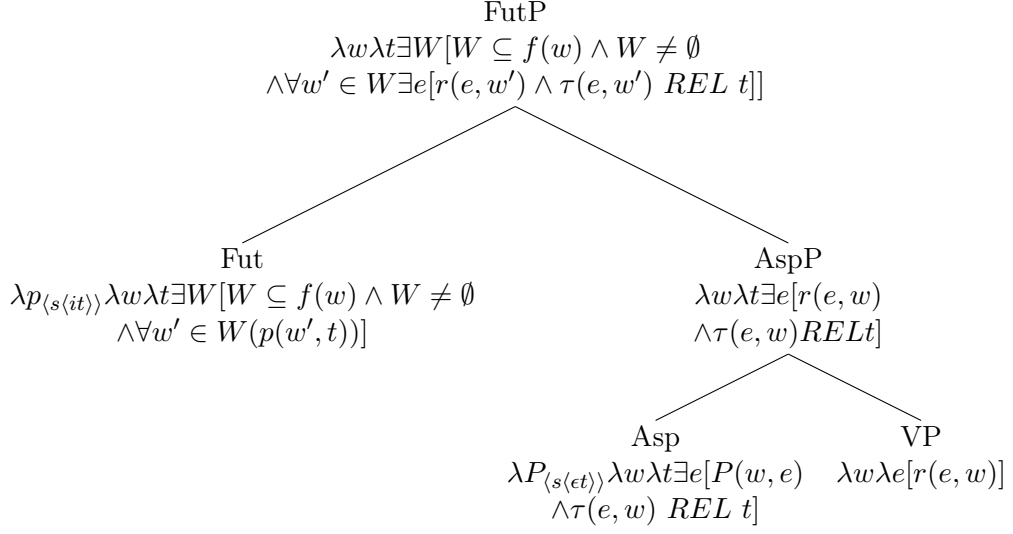 FutP
λwλt∃W[W ⊆ f(w) ∧ W ≠ ∅
∧∀w′ ∈ W∃e[r(e, w′) ∧ τ(e, w′) REL t]]
Fut
λp⟨s⟨it⟩⟩λwλt∃W[W ⊆ f(w) ∧ W ≠ ∅
∧∀w′ ∈ W(p(w′, t))]
AspP
λwλt∃e[r(e, w)
∧τ(e, w)RELt]
Asp
λP⟨s⟨ϵt⟩⟩λwλt∃e[P(w, e)
∧τ(e, w) REL t]
VP
λwλe[r(e, w)]